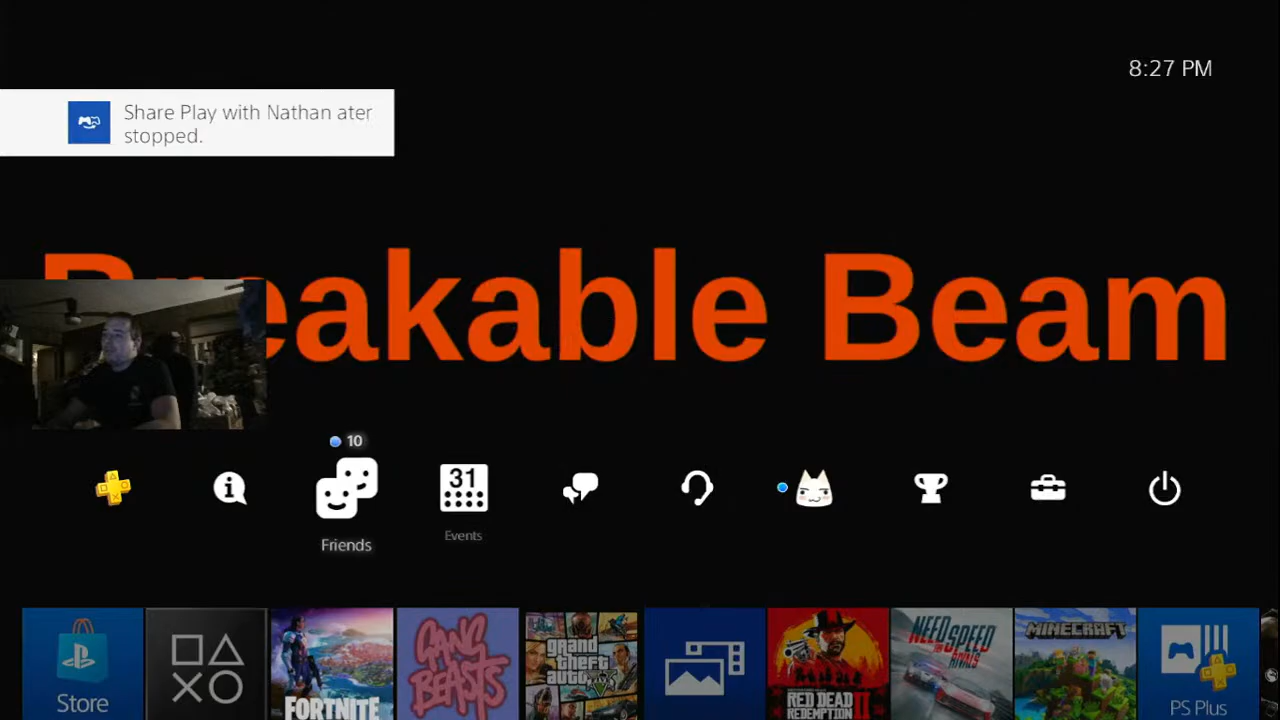 8:27 PM
Share Play with Nathan ater
stopped.
Breakable Beam
10
31
Friends
Events
Store
FORTNITE
GANG
BEASTS
grand
theft
auto
V
RED DEAD
REDEMPTION II
NEED FOR SPEED
RIVALS
MINECRAFT
PS Plus